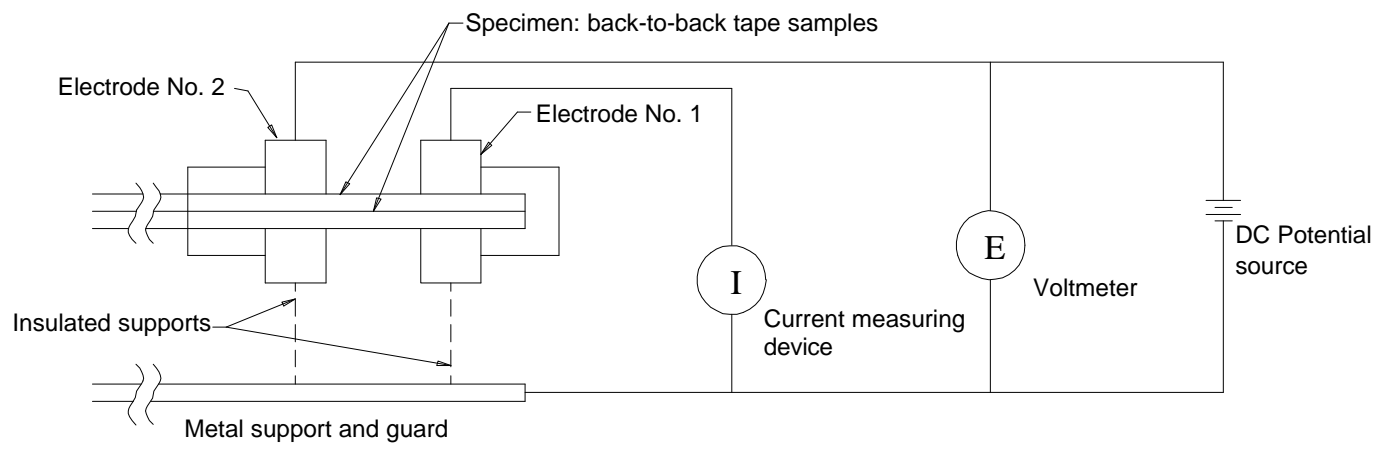 Specimen: back-to-back tape samples
Electrode No. 2
Electrode No. 1
E
DC Potential
source
I
Voltmeter
Insulated supports
Current measuring
device
Metal support and guard